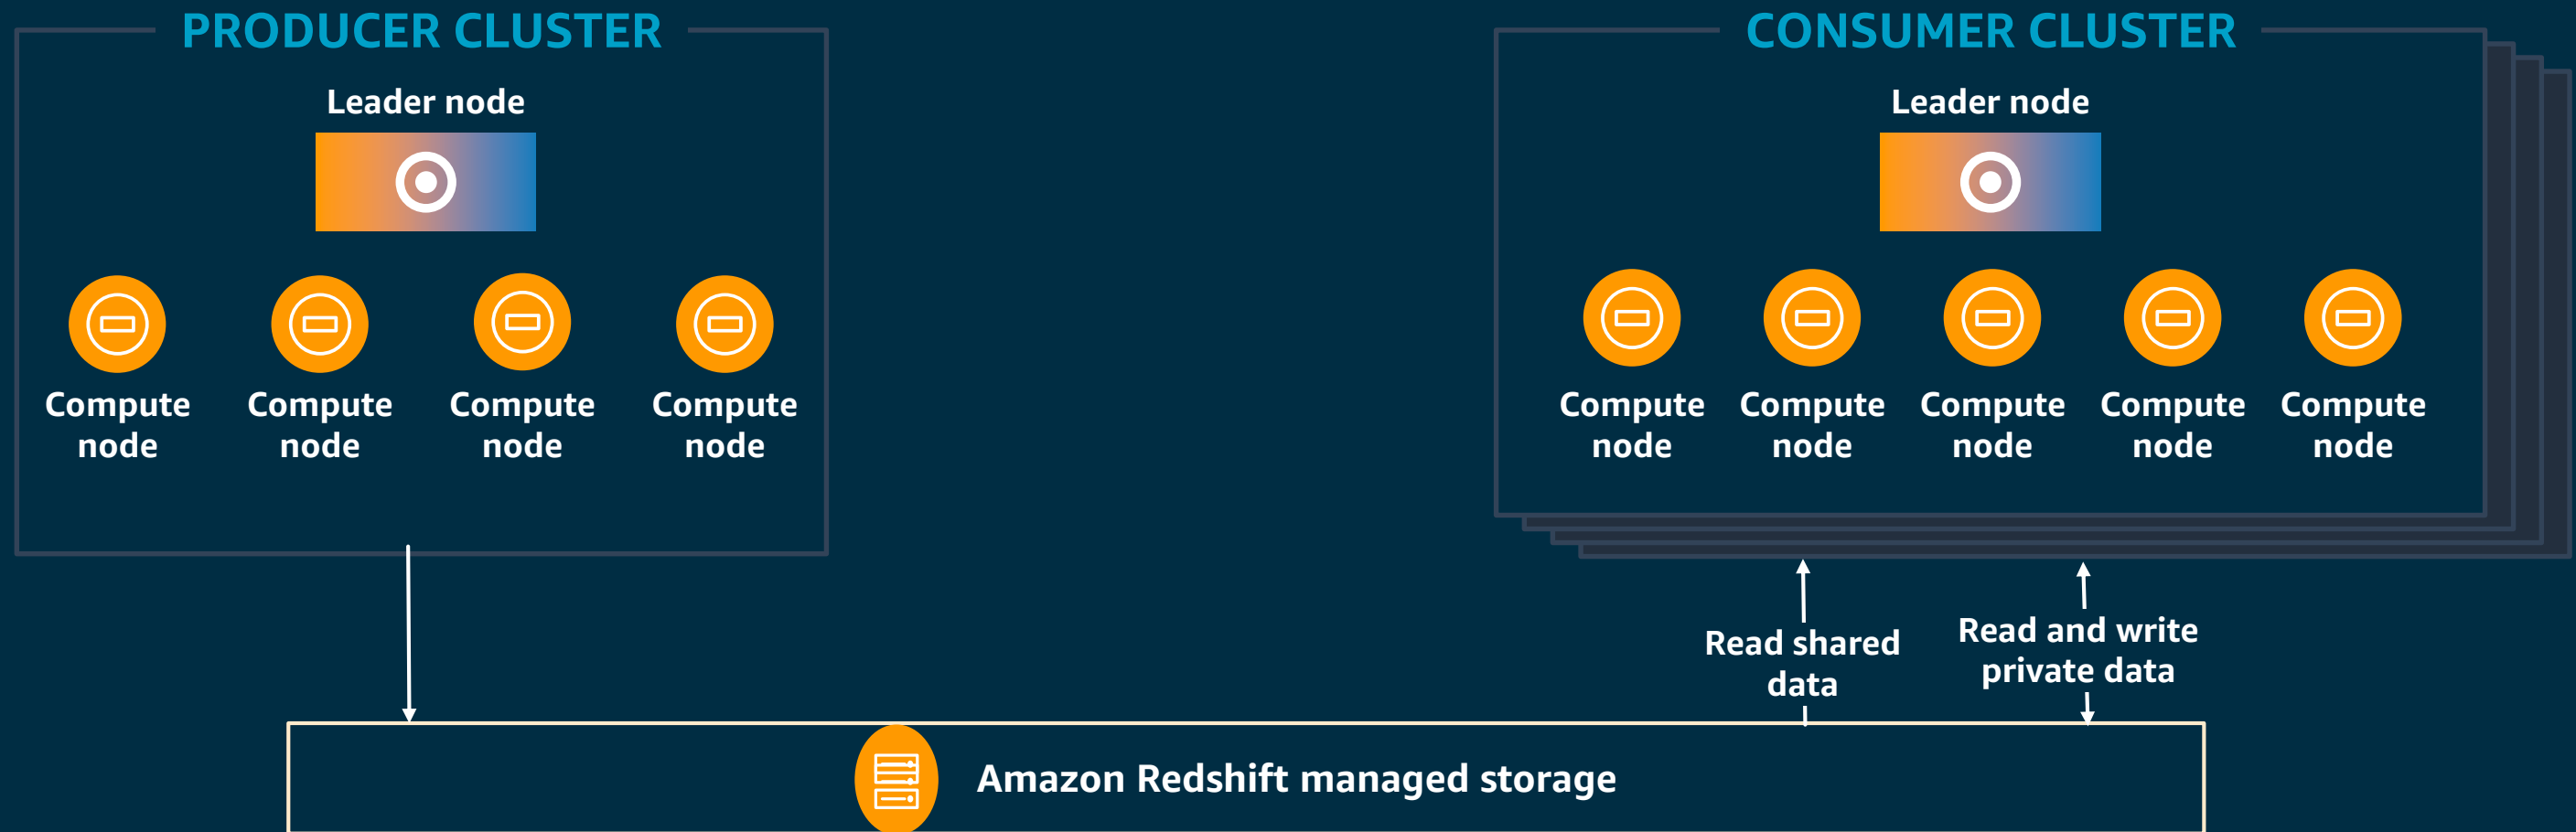 PRODUCER CLUSTER
Leader node
Compute
node
Compute
node
Compute
node
Compute
node
CONSUMER CLUSTER
Leader node
Compute
node
Compute
node
Compute
node
Compute
node
Compute
node
Read shared
data
Read and write
private data
Amazon Redshift managed storage